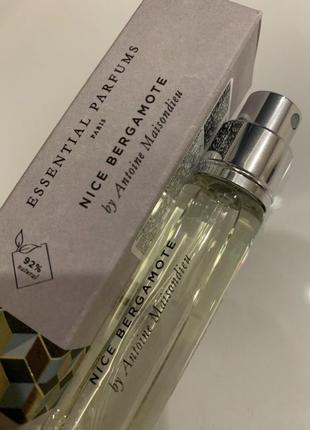 ESSENTIAL PARFUMS
PARIS
NICE BERGAMOTE
by Antoine Maisondieu
92%
natural
NICE BERGAMOTE
by Antoine Maisondieu